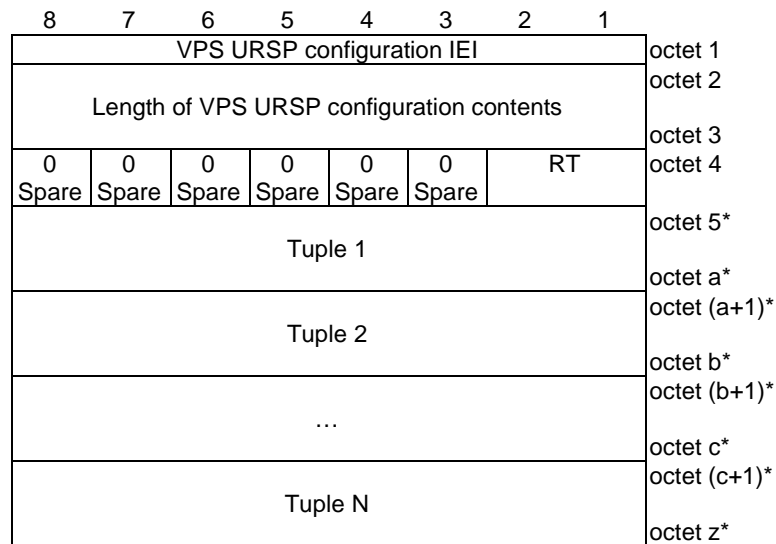 8 7 6 5 4 3 2 1
VPS URSP configuration IEI octet 1
octet 2
Length of VPS URSP configuration contents
octet 3
0 0 0 0 0 0 RT octet 4
Spare Spare Spare Spare Spare Spare
octet 5*
Tuple 1
octet a*
octet (a+1)*
Tuple 2
octet b*
octet (b+1)*
…
octet c*
octet (c+1)*
Tuple N
octet z*